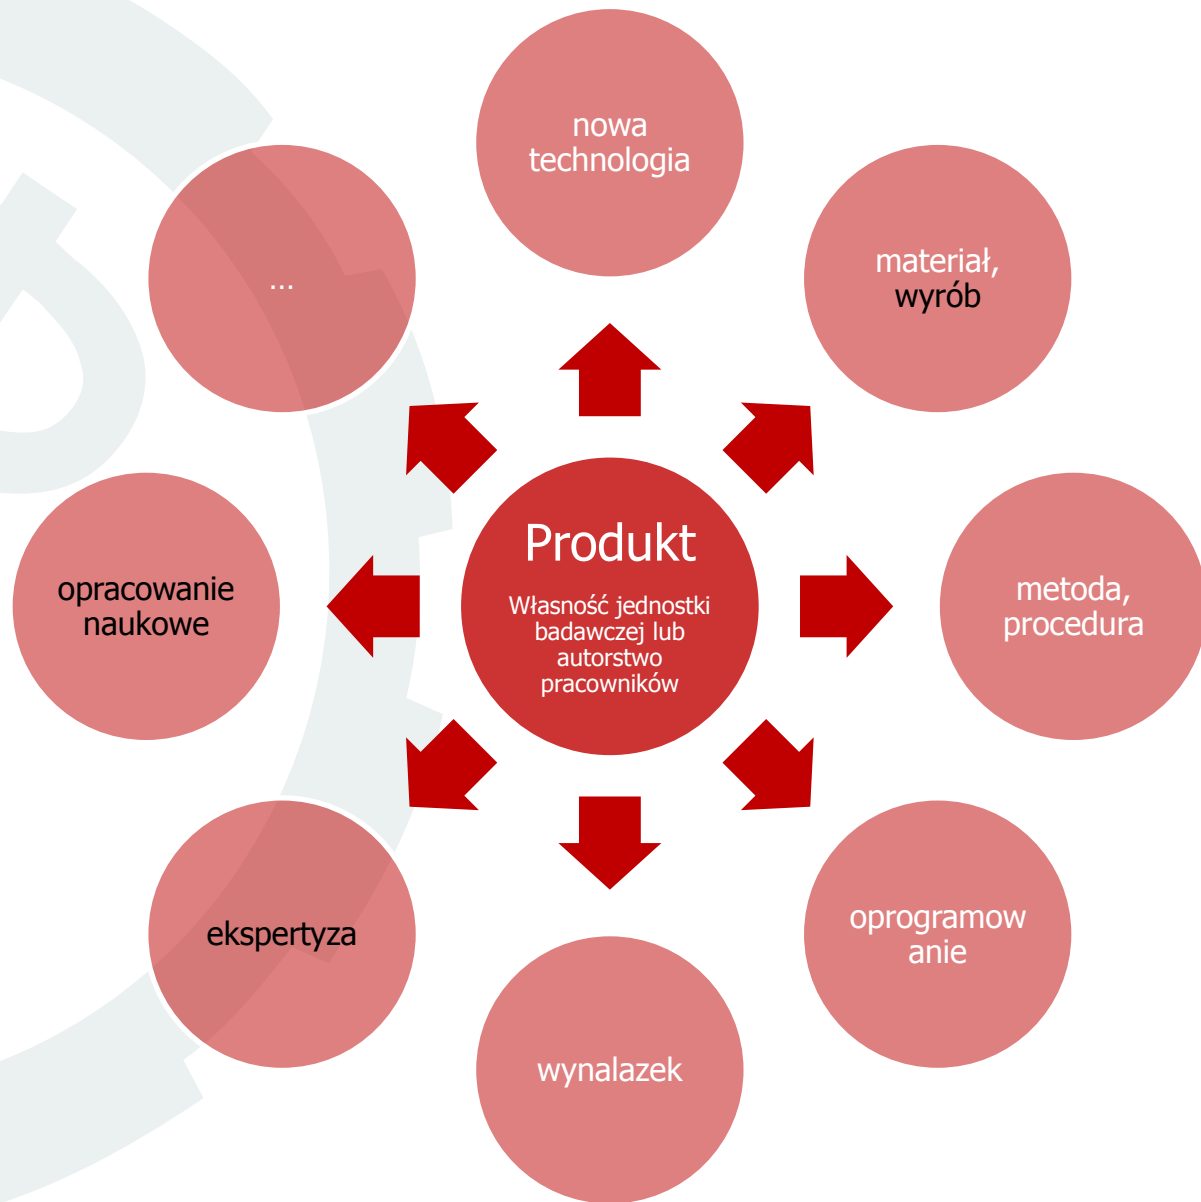 nowa
technologia
materiał,
wyrób
metoda,
procedura
oprogramow
anie
wynalazek
ekspertyza
opracowanie
naukowe
...
Produkt
Własność jednostki
badawczej lub
autorstwo
pracowników